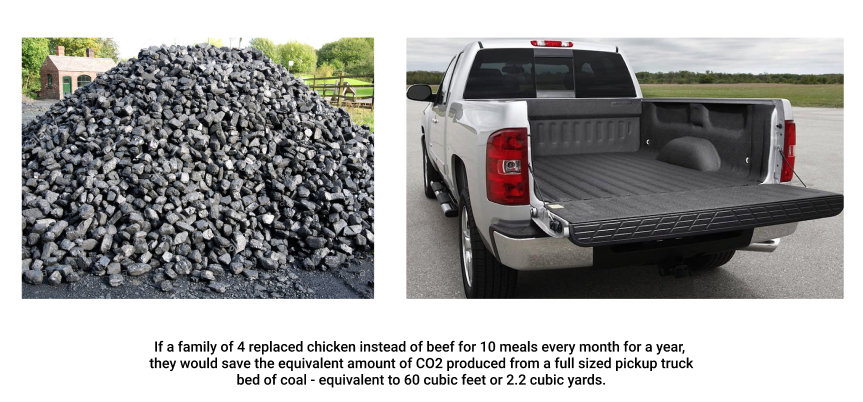 If a family of 4 replaced chicken instead of beef for 10 meals every month for a year,
they would save the equivalent amount of CO2 produced from a full sized pickup truck
bed of coal - equivalent to 60 cubic feet or 2.2 cubic yards.